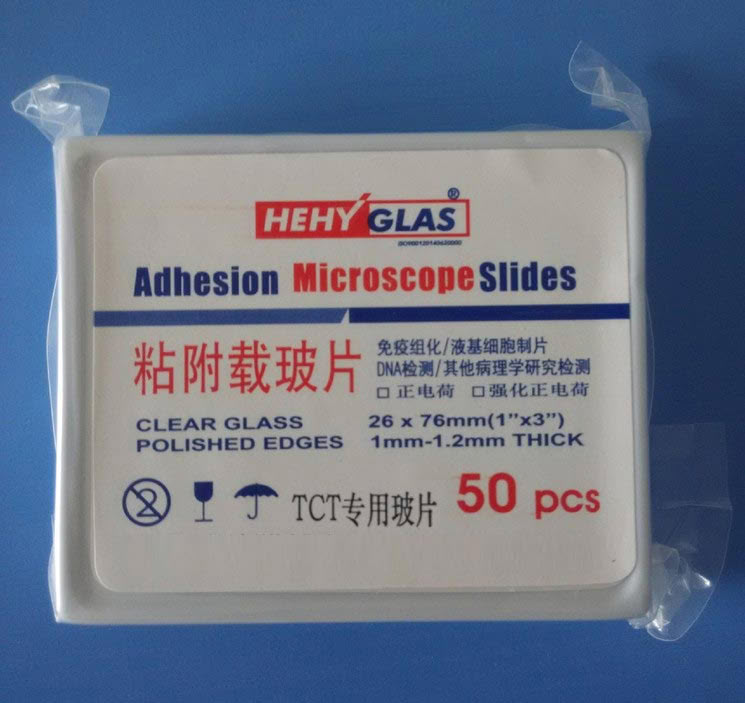 HEHY GLAS®
Adhesion Microscope Slides
粘附载玻片
免疫组化/液基细胞制片
DNA检测/其他病理学研究检测
□正电荷 □强化正电荷
CLEAR GLASS
POLISHED EDGES
26 x 76mm(1”x3”)
1mm-1.2mm THICK
2
TCT专用玻片
50 pcs